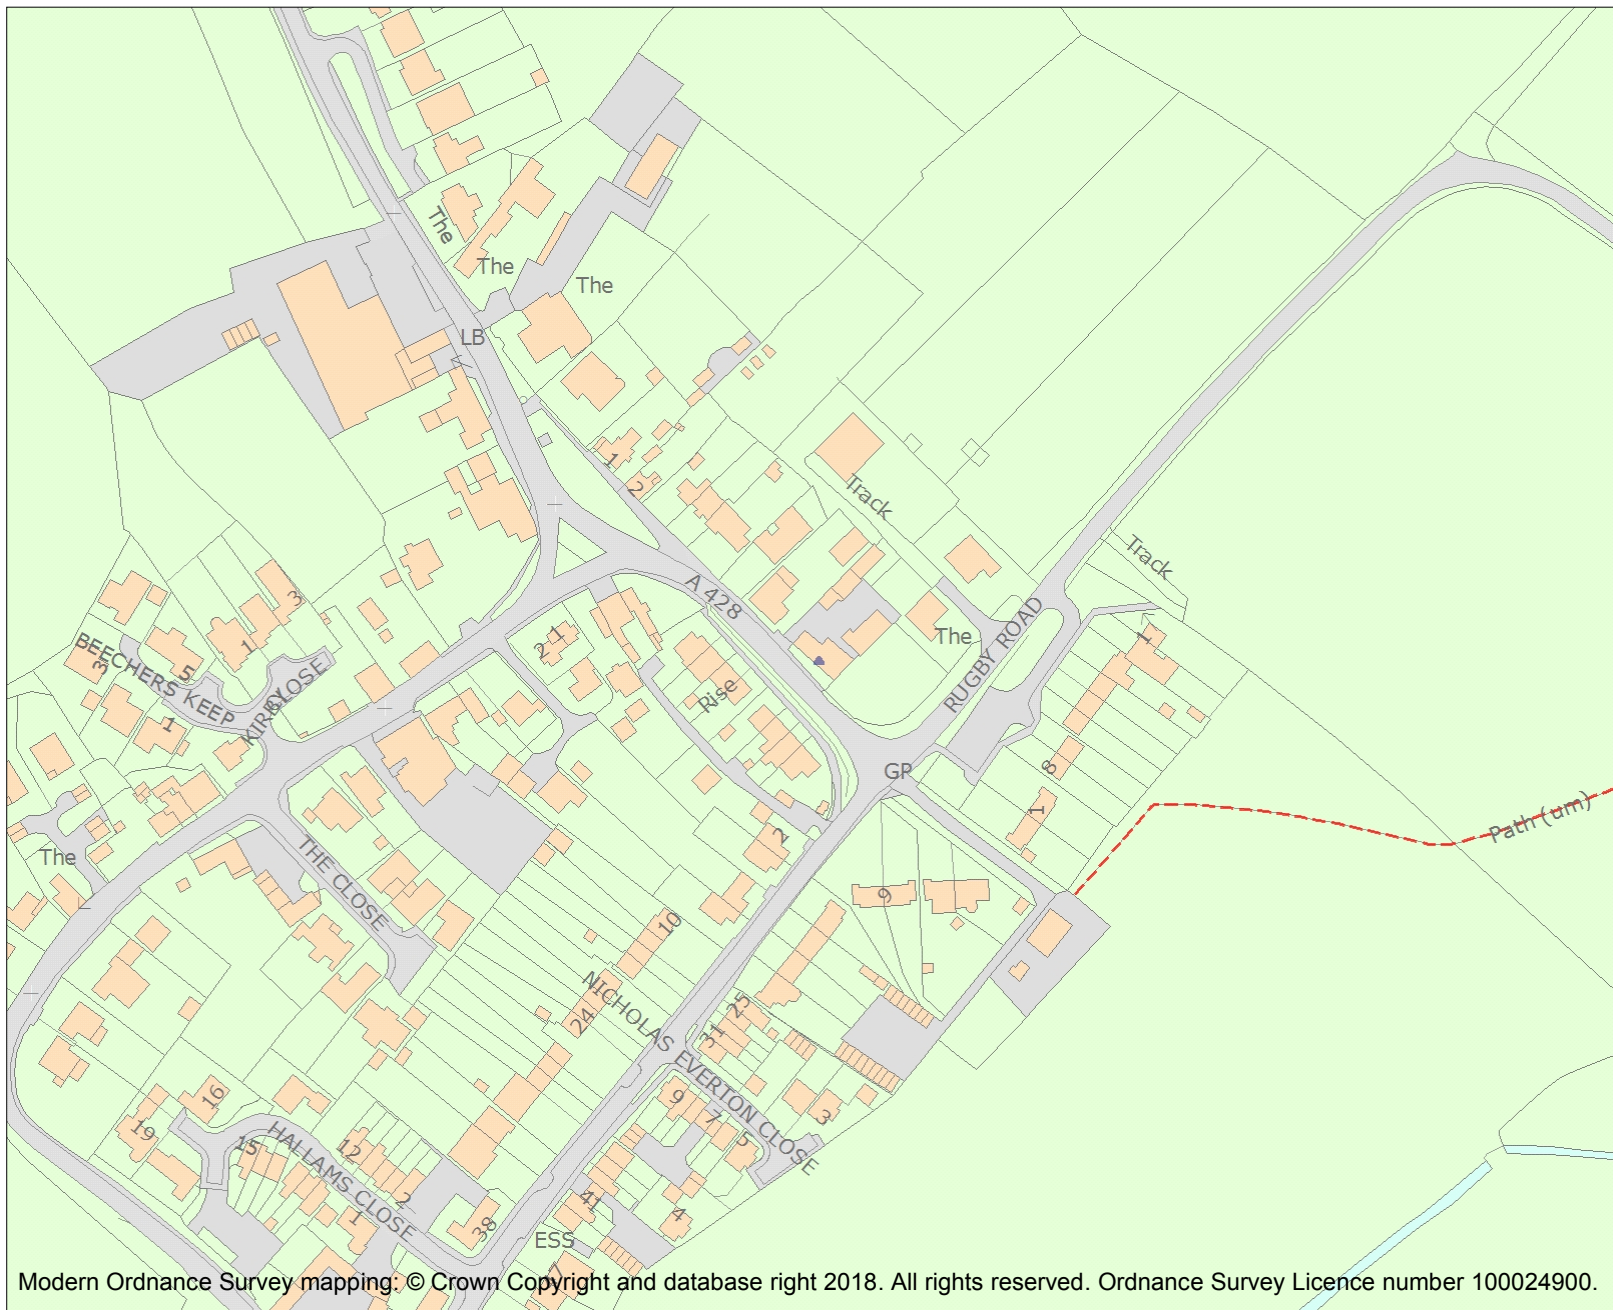 The
The
The
LB
1
2
Track
Track
A 428
The
RUGBY ROAD
1
3
1
BEECHERS KEEP
3
5
1
KIRBY CLOSE
2 1
Rise
GP
8
1
Path (um)
2
The
THE CLOSE
9
10
NICHOLAS EVERTON CLOSE
24
25
31
16
9
7
5
3
19
15
HALLAMS CLOSE
12
2
1
38
41
4
ESS
Modern Ordnance Survey mapping: © Crown Copyright and database right 2018. All rights reserved. Ordnance Survey Licence number 100024900.